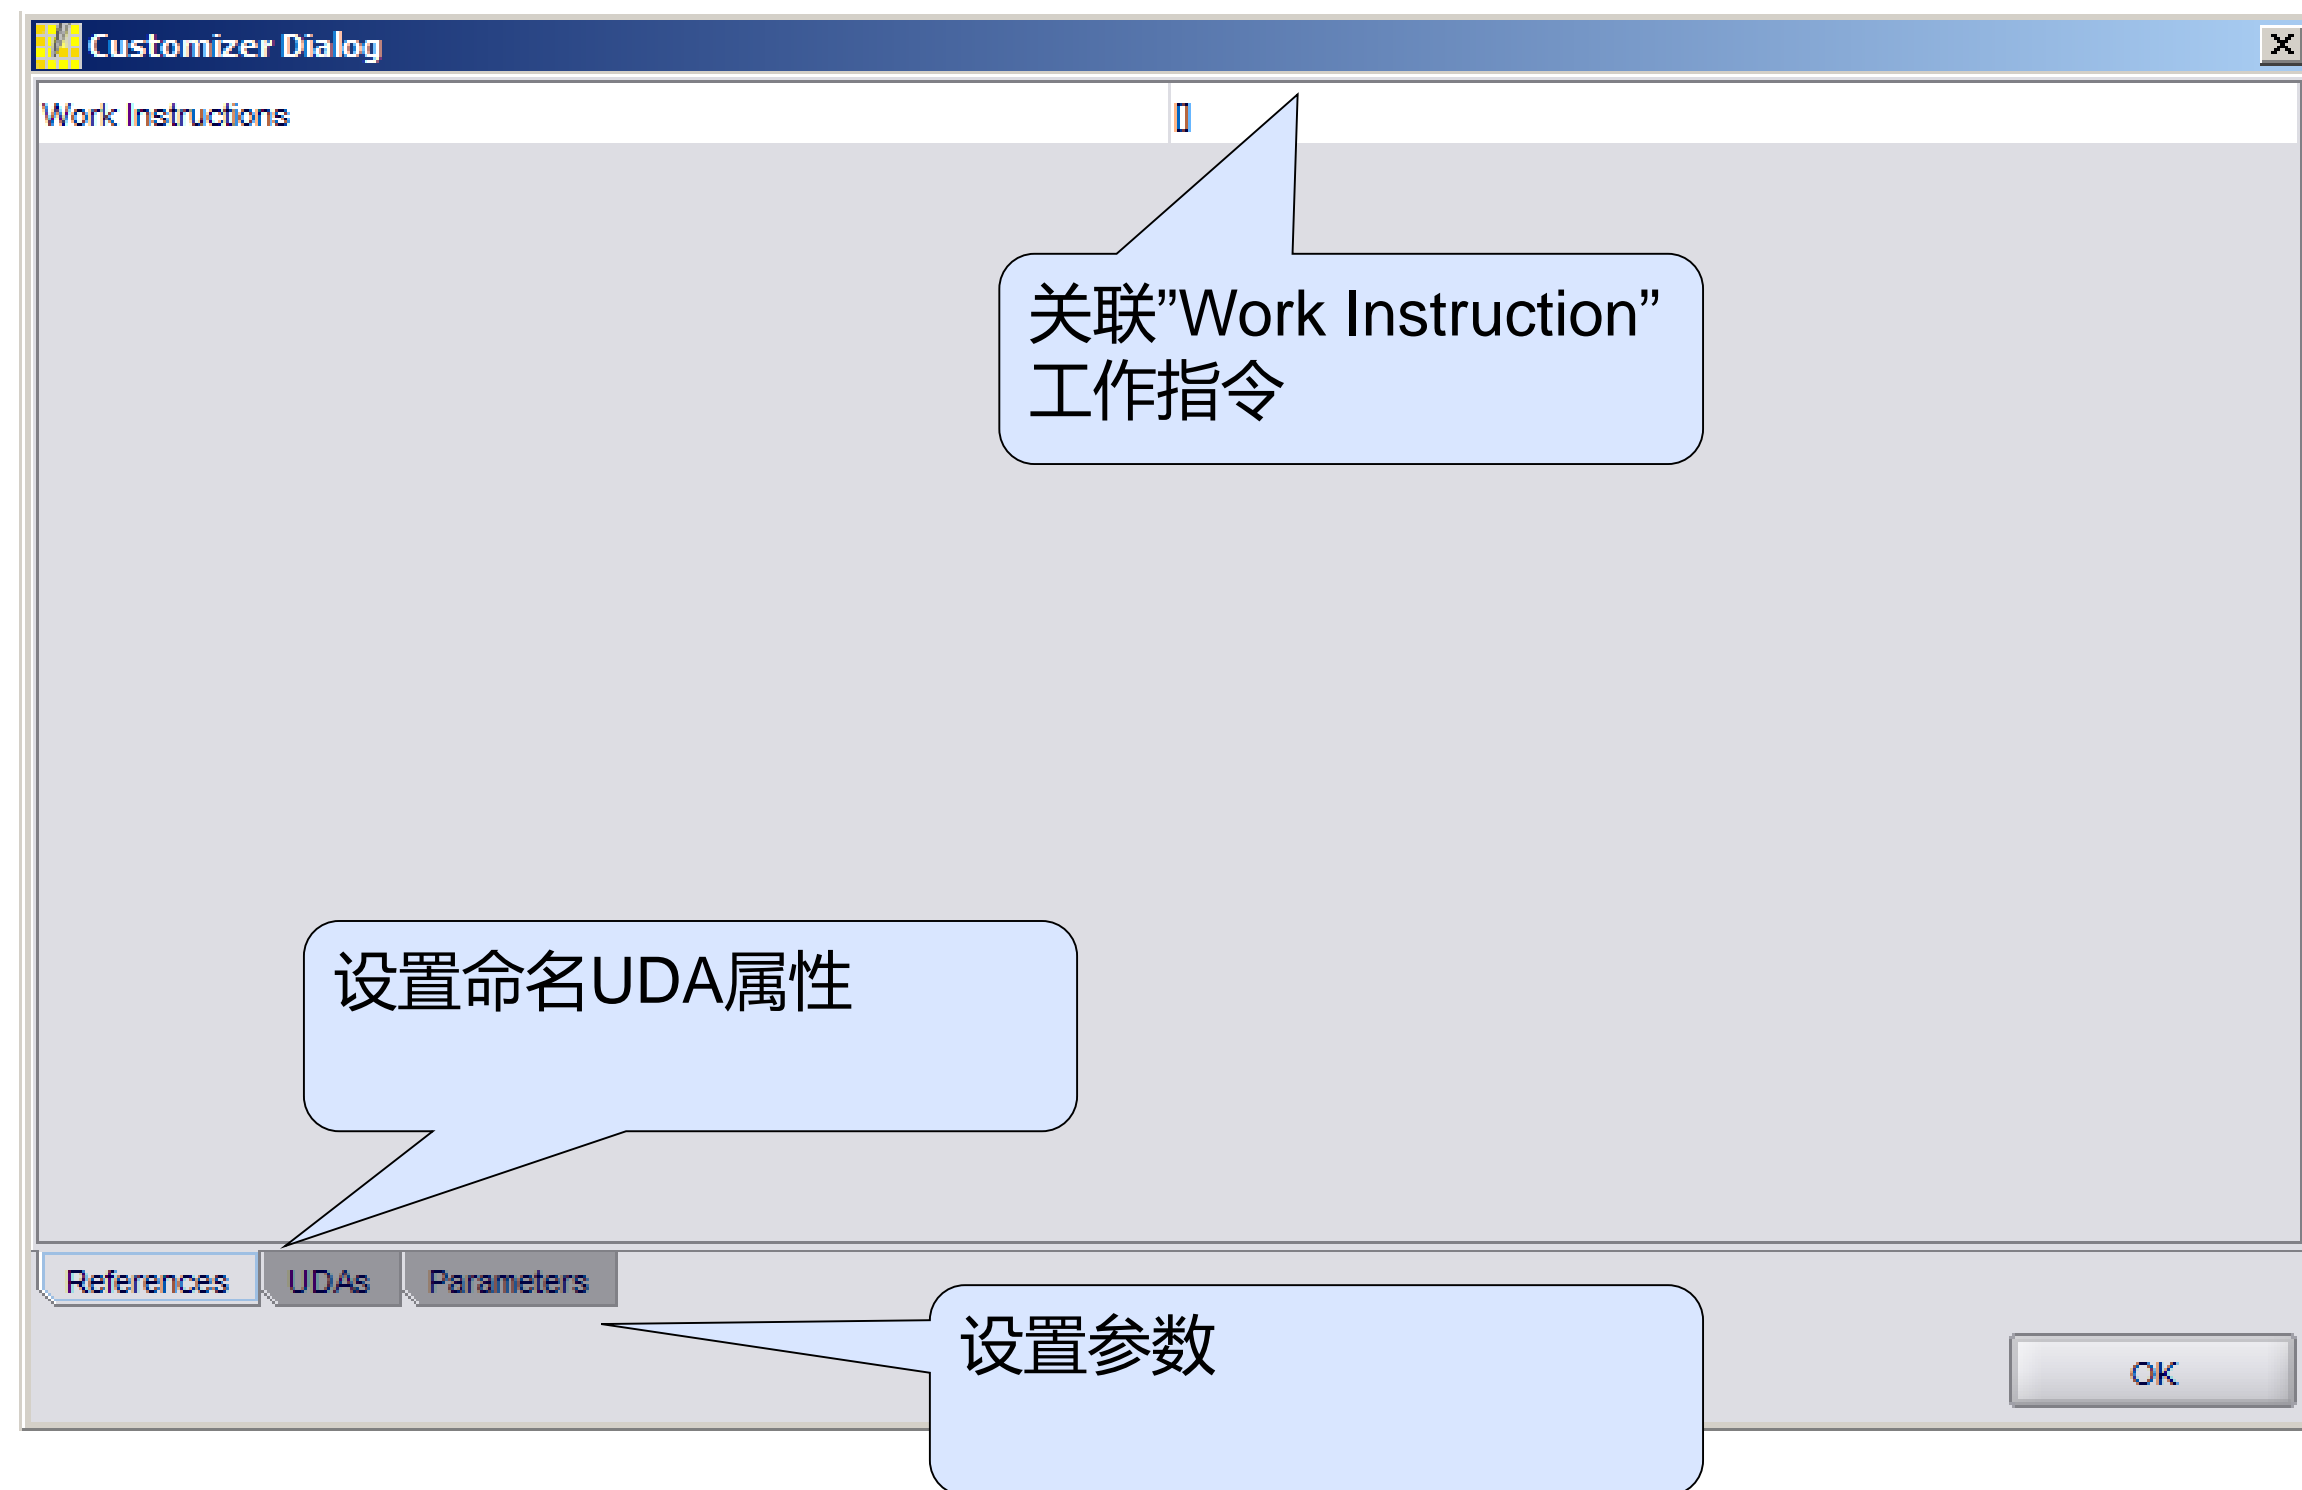 Customizer Dialog
Work Instructions
[]
关联”Work Instruction”
工作指令
设置命名UDA属性
References
UDAs
Parameters
设置参数
OK